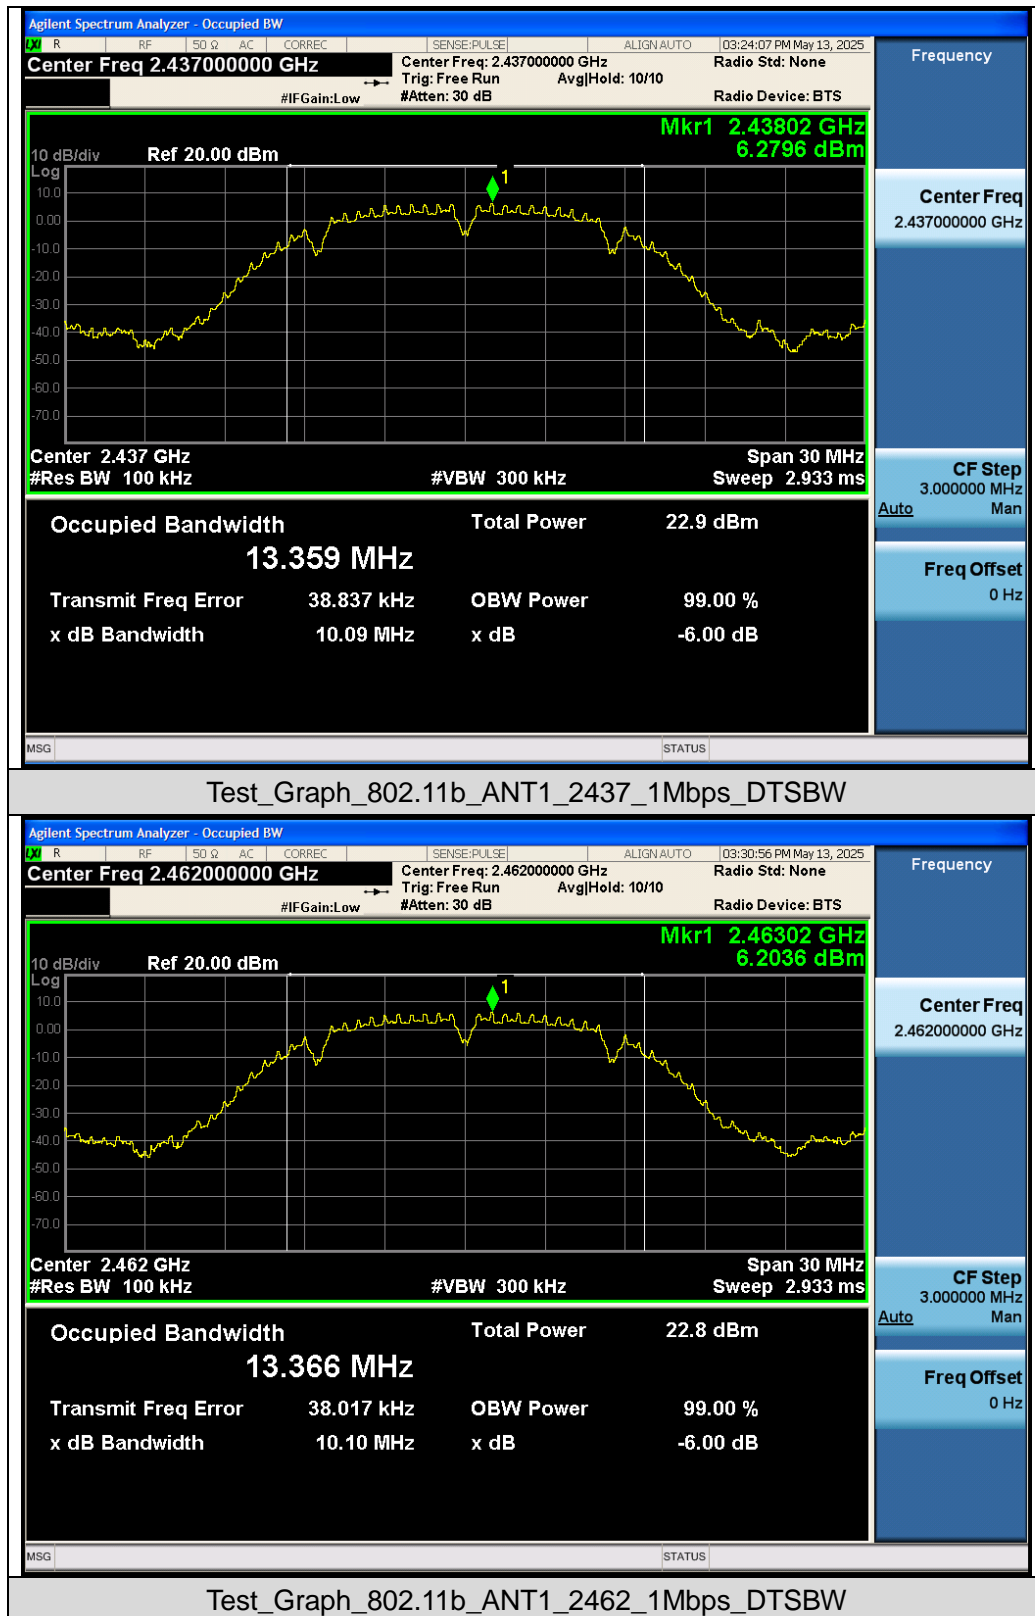 Agilent Spectrum Analyzer - Occupied BW
LXI R RF 50 Ω AC CORREC SENSE:PULSE ALIGN AUTO 03:24:07 PM May 13, 2025
Center Freq 2.437000000 GHz Center Freq: 2.437000000 GHz Radio Std: None Frequency
Trig: Free Run Avg|Hold: 10/10
#IFGain:Low #Atten: 30 dB Radio Device: BTS
Mkr1 2.43802 GHz
10 dB/div Ref 20.00 dBm 6.2796 dBm
Log
1
10.0
0.00
-10.0
-20.0
-30.0
-40.0
-50.0
-60.0
-70.0
Center Freq
2.437000000 GHz
Center 2.437 GHz Span 30 MHz
#Res BW 100 kHz #VBW 300 kHz Sweep 2.933 ms
CF Step
3.000000 MHz
Auto Man
Occupied Bandwidth Total Power 22.9 dBm
13.359 MHz
Freq Offset
0 Hz
Transmit Freq Error 38.837 kHz OBW Power 99.00 %
x dB Bandwidth 10.09 MHz x dB -6.00 dB
MSG STATUS
Test_Graph_802.11b_ANT1_2437_1Mbps_DTSBW
Agilent Spectrum Analyzer - Occupied BW
LXI R RF 50 Ω AC CORREC SENSE:PULSE ALIGN AUTO 03:30:56 PM May 13, 2025
Center Freq 2.462000000 GHz Center Freq: 2.462000000 GHz Radio Std: None Frequency
Trig: Free Run Avg|Hold: 10/10
#IFGain:Low #Atten: 30 dB Radio Device: BTS
Mkr1 2.46302 GHz
10 dB/div Ref 20.00 dBm 6.2036 dBm
Log
1
10.0
0.00
-10.0
-20.0
-30.0
-40.0
-50.0
-60.0
-70.0
Center Freq
2.462000000 GHz
Center 2.462 GHz Span 30 MHz
#Res BW 100 kHz #VBW 300 kHz Sweep 2.933 ms
CF Step
3.000000 MHz
Auto Man
Occupied Bandwidth Total Power 22.8 dBm
13.366 MHz
Freq Offset
0 Hz
Transmit Freq Error 38.017 kHz OBW Power 99.00 %
x dB Bandwidth 10.10 MHz x dB -6.00 dB
MSG STATUS
Test_Graph_802.11b_ANT1_2462_1Mbps_DTSBW